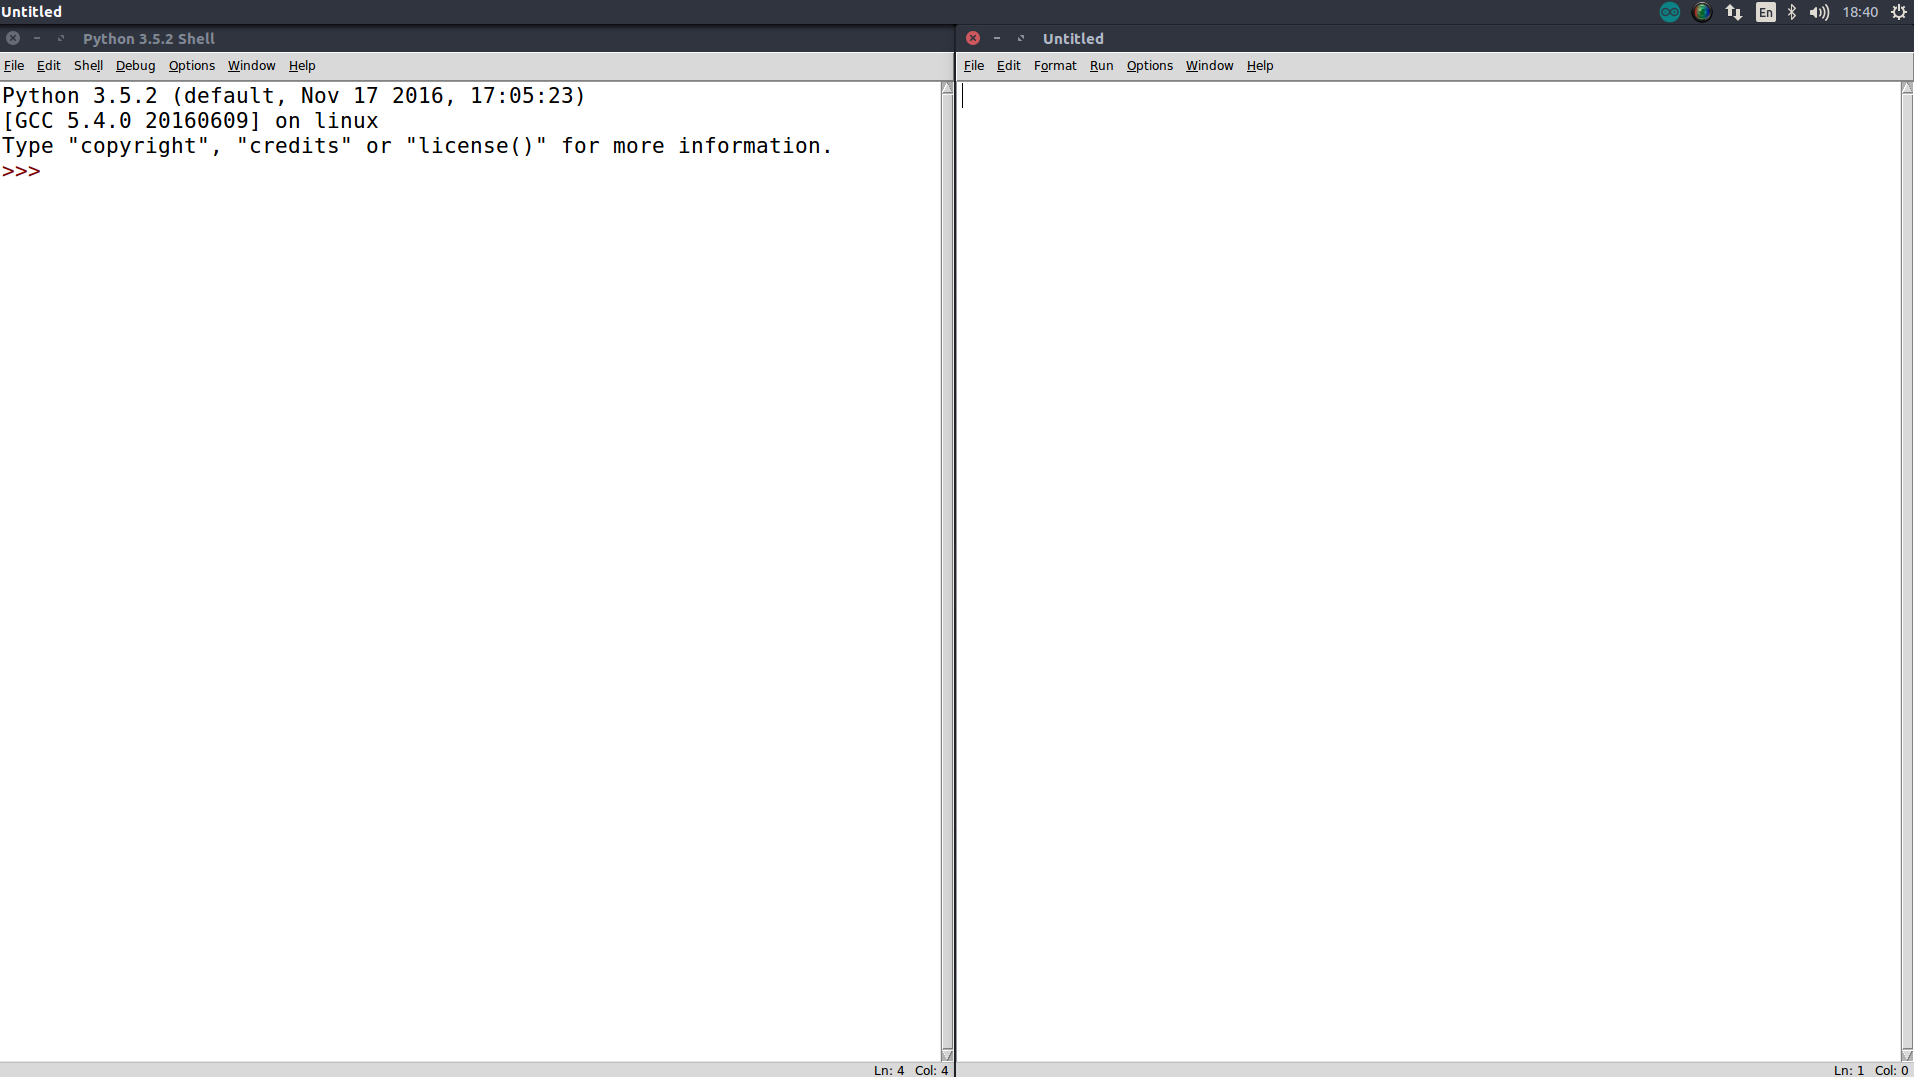 Untitled
En
18:40
Python 3.5.2 Shell
File Edit Shell Debug Options Window Help
Python 3.5.2 (default, Nov 17 2016, 17:05:23)
[GCC 5.4.0 20160609] on linux
Type "copyright", "credits" or "license()" for more information.
>>>
Ln: 4 Col: 4
Untitled
File Edit Format Run Options Window Help
Ln: 1 Col: 0